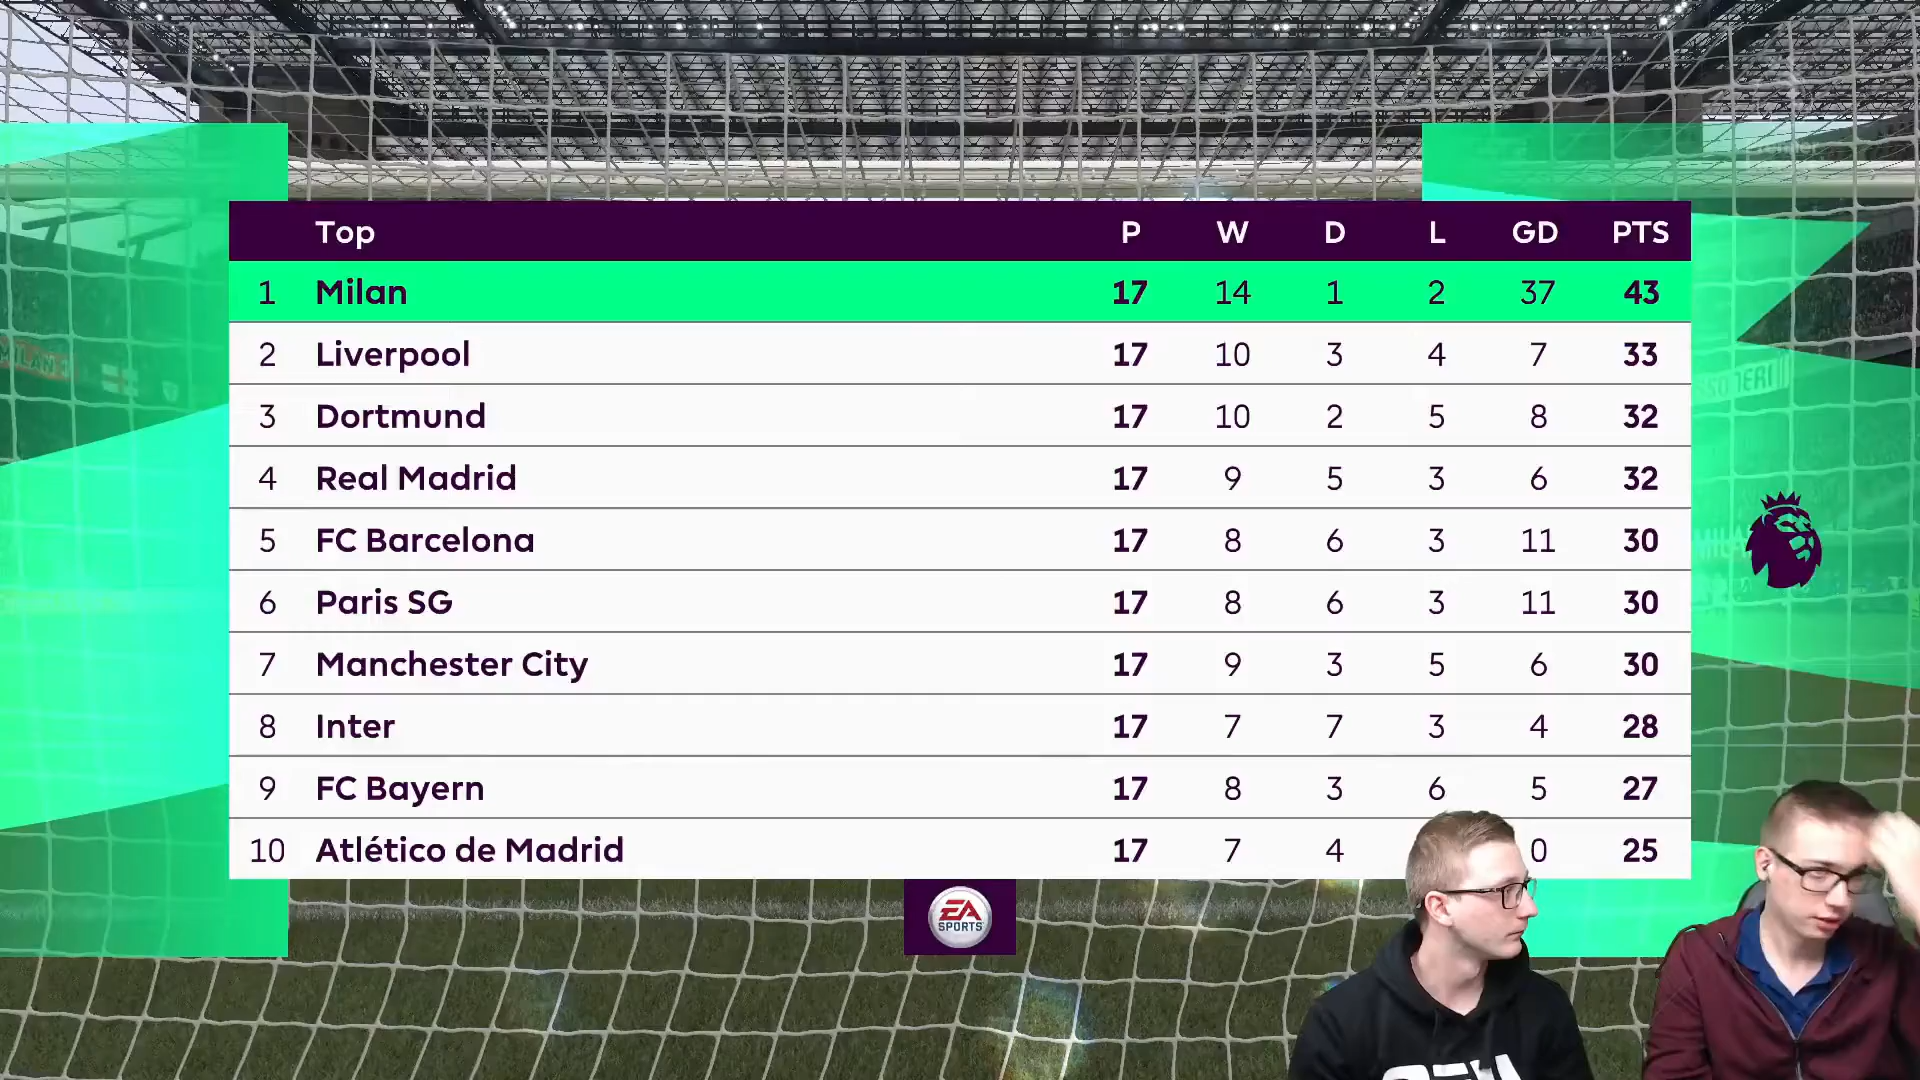 Top P W D L GD PTS
1 Milan 17 14 1 2 37 43
2 Liverpool 17 10 3 4 7 33
3 Dortmund 17 10 2 5 8 32
4 Real Madrid 17 9 5 3 6 32
5 FC Barcelona 17 8 6 3 11 30
6 Paris SG 17 8 6 3 11 30
7 Manchester City 17 9 3 5 6 30
8 Inter 17 7 7 3 4 28
9 FC Bayern 17 8 3 6 5 27
10 Atlético de Madrid 17 7 4 0 25
MILAN
EA
SPORTS